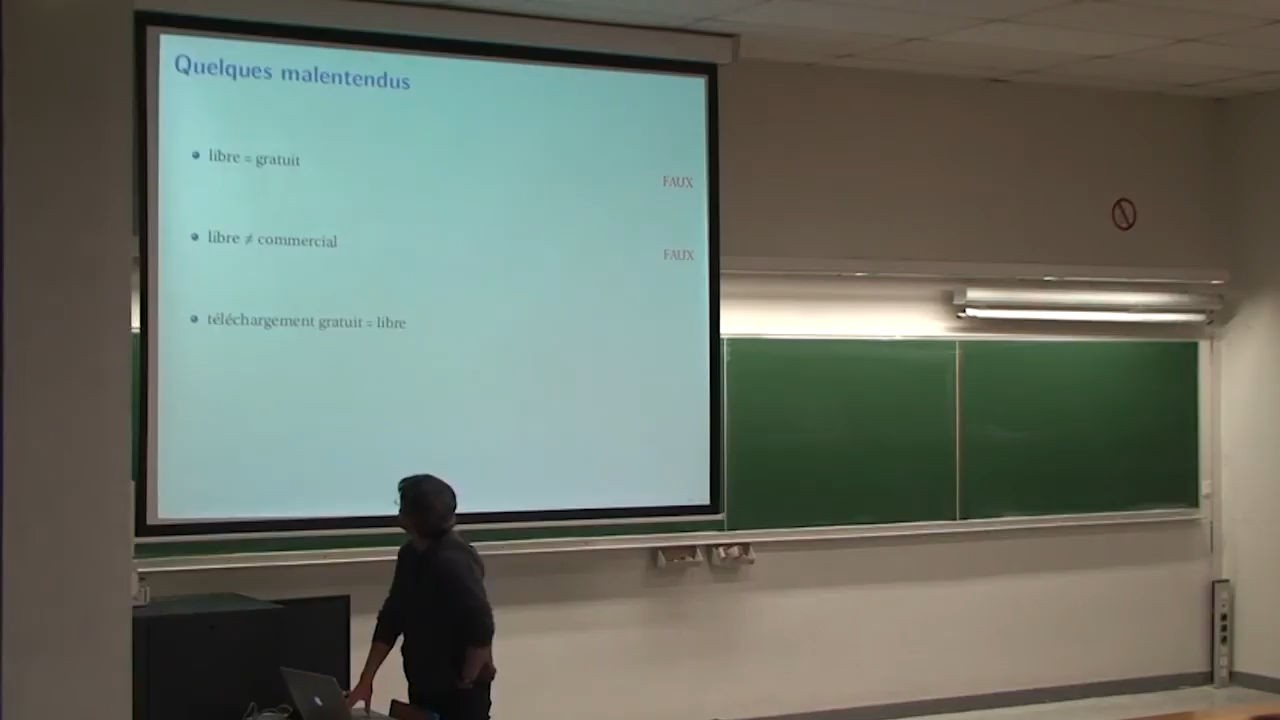 Quelques malentendus
libre = gratuit
FAUX
libre ≠ commercial
FAUX
téléchargement gratuit = libre